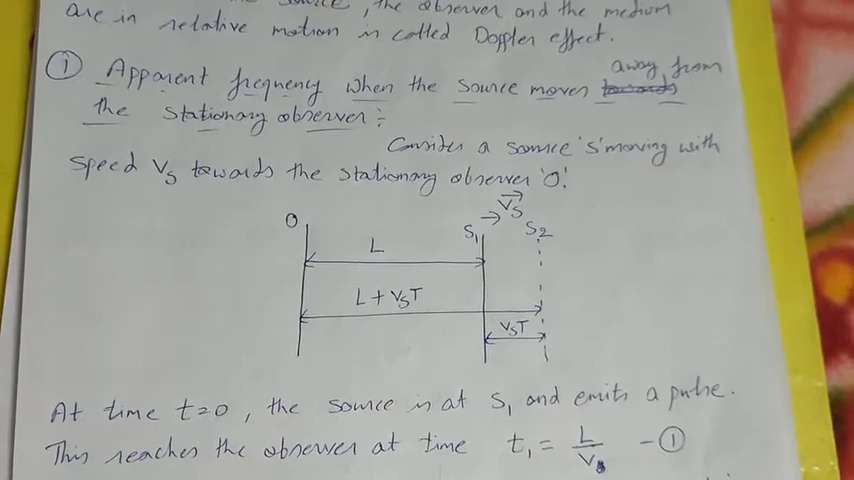 source, the observer and the medium
are in relative motion is called Doppler effect.
① Apparent frequency when the source moves away from
the stationary observer ÷
Consider a source 'S' moving with
speed Vs towards the stationary observer 'O'.
O S₁ → V⃗s S₂
L
L + VsT
VsT
At time t=0, the source is at S₁ and emits a pulse.
This reaches the observer at time t₁ = L/V - ①